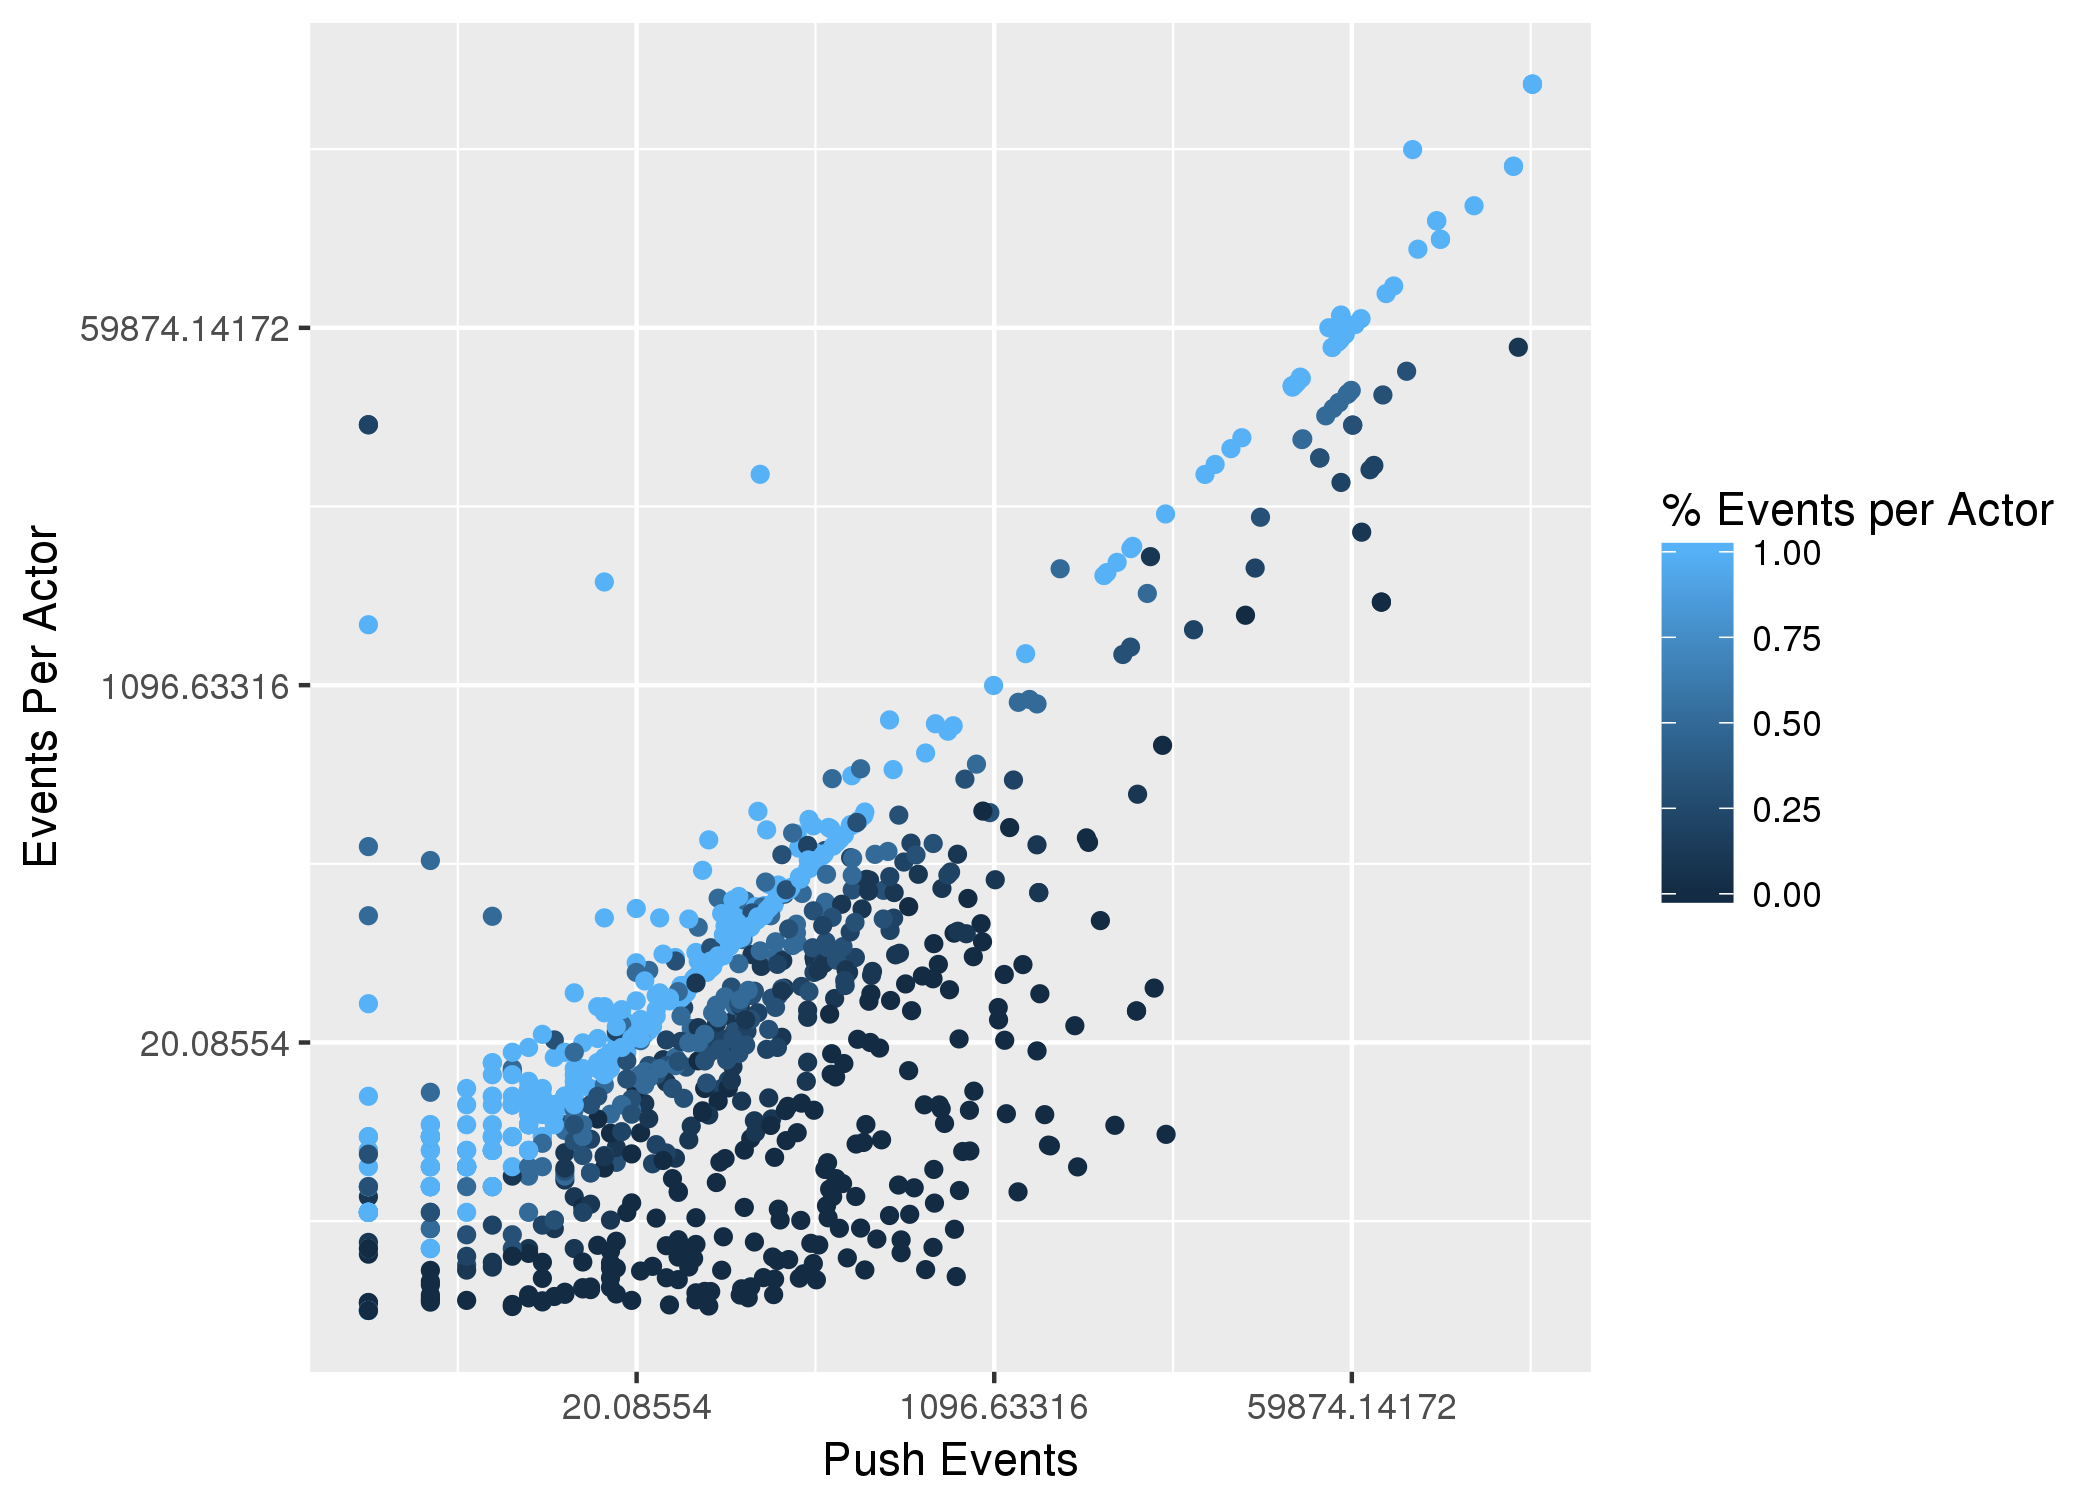 Events Per Actor
59874.14172
1096.63316
20.08554
20.08554 1096.63316 59874.14172
Push Events
% Events per Actor
1.00
0.75
0.50
0.25
0.00